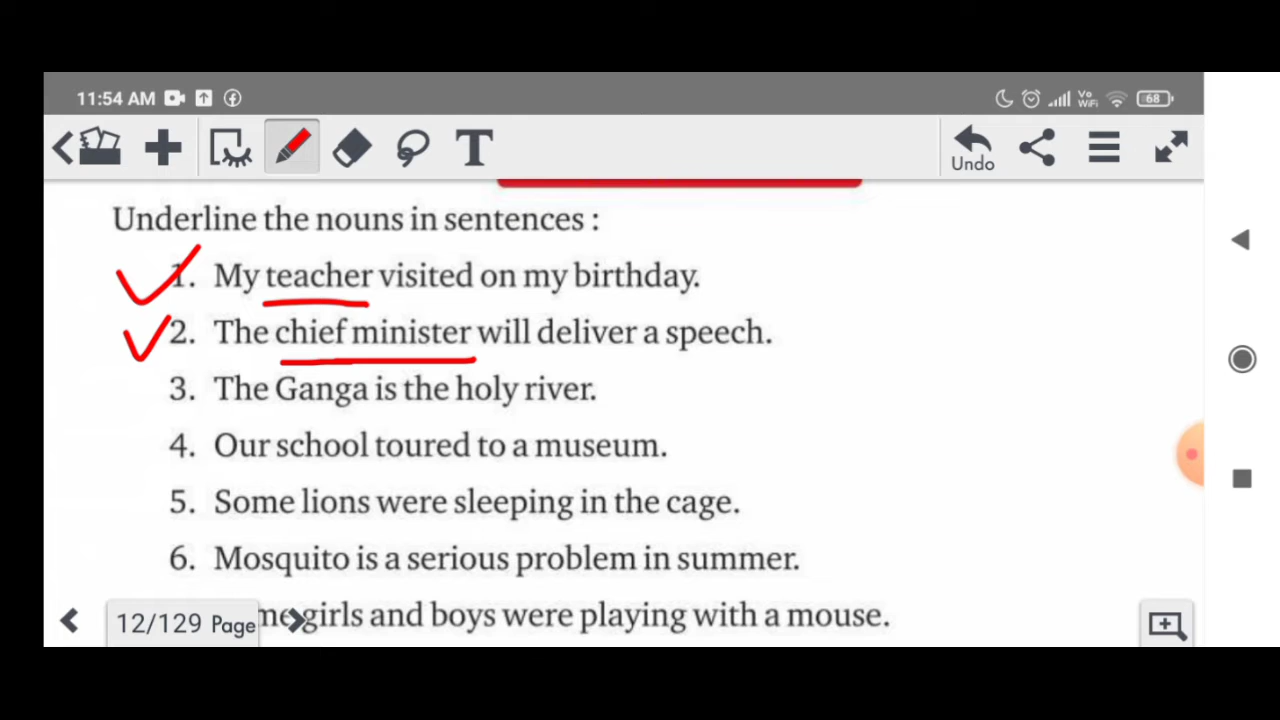 11:54 AM
Vo
WiFi
68
T
Undo
Underline the nouns in sentences :
1. My teacher visited on my birthday.
2. The chief minister will deliver a speech.
3. The Ganga is the holy river.
4. Our school toured to a museum.
5. Some lions were sleeping in the cage.
6. Mosquito is a serious problem in summer.
girls and boys were playing with a mouse.
12/129 Page